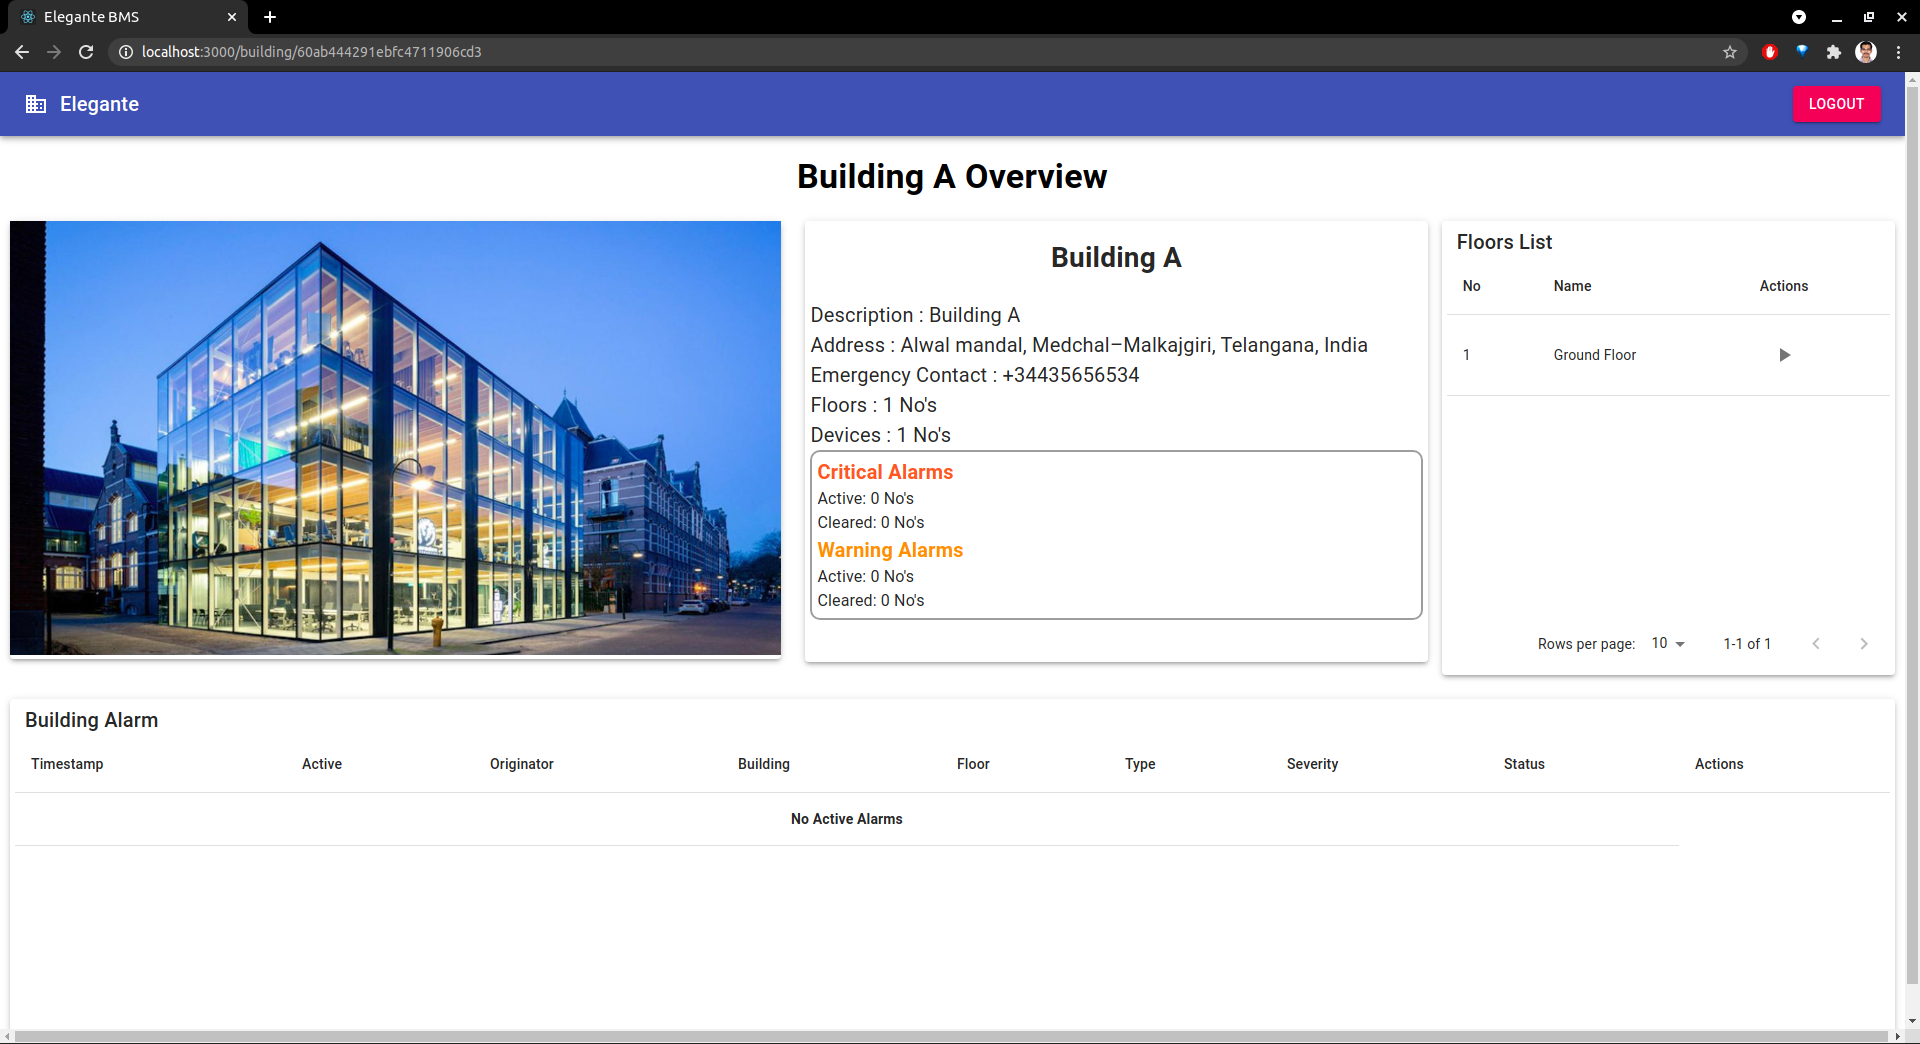 Elegante BMS
localhost:3000/building/60ab444291ebfc4711906cd3
Elegante
LOGOUT
Building A Overview
Building A
Description : Building A
Address : Alwal mandal, Medchal–Malkajgiri, Telangana, India
Emergency Contact : +34435656534
Floors : 1 No's
Devices : 1 No's
Critical Alarms
Active: 0 No's
Cleared: 0 No's
Warning Alarms
Active: 0 No's
Cleared: 0 No's
Floors List
No Name Actions
1 Ground Floor
Rows per page: 10 1-1 of 1
Building Alarm
Timestamp Active Originator Building Floor Type Severity Status Actions
No Active Alarms